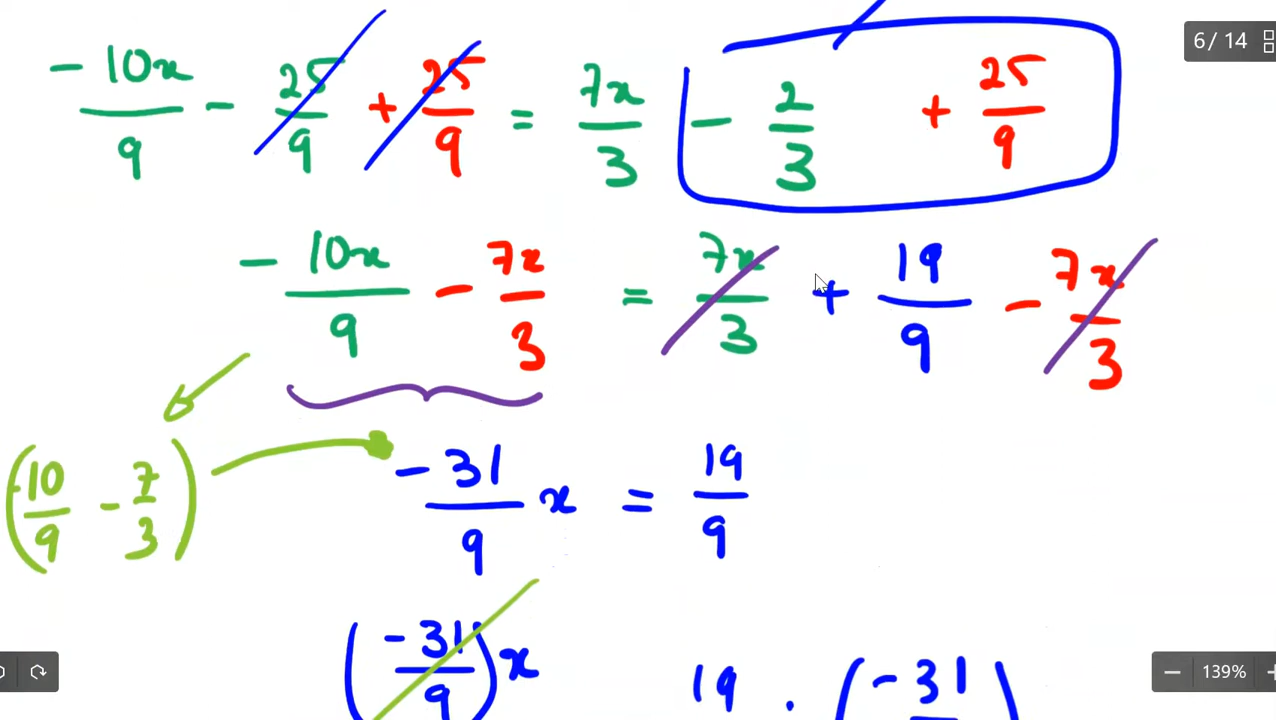 6 / 14
-10x/9 - 25/9 + 25/9 = 7x/3 - 2/3 + 25/9
-10x/9 - 7x/3 = 7x/3 + 19/9 - 7x/3
(-10/9 - 7/3)
-31/9 x = 19/9
(-31/9)x 19 . (-31
139%